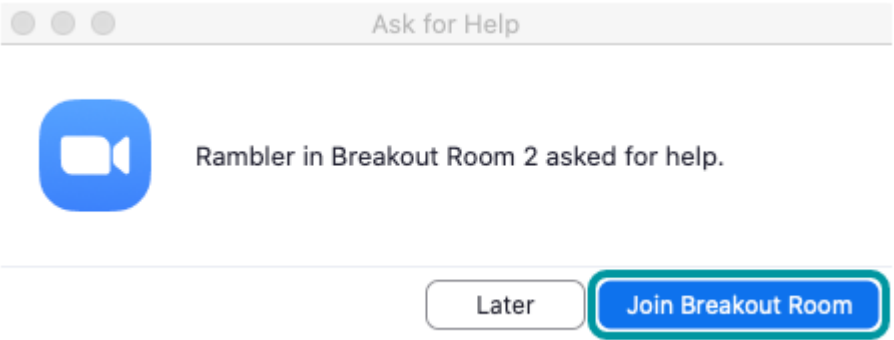 Ask for Help
Rambler in Breakout Room 2 asked for help.
Later
Join Breakout Room